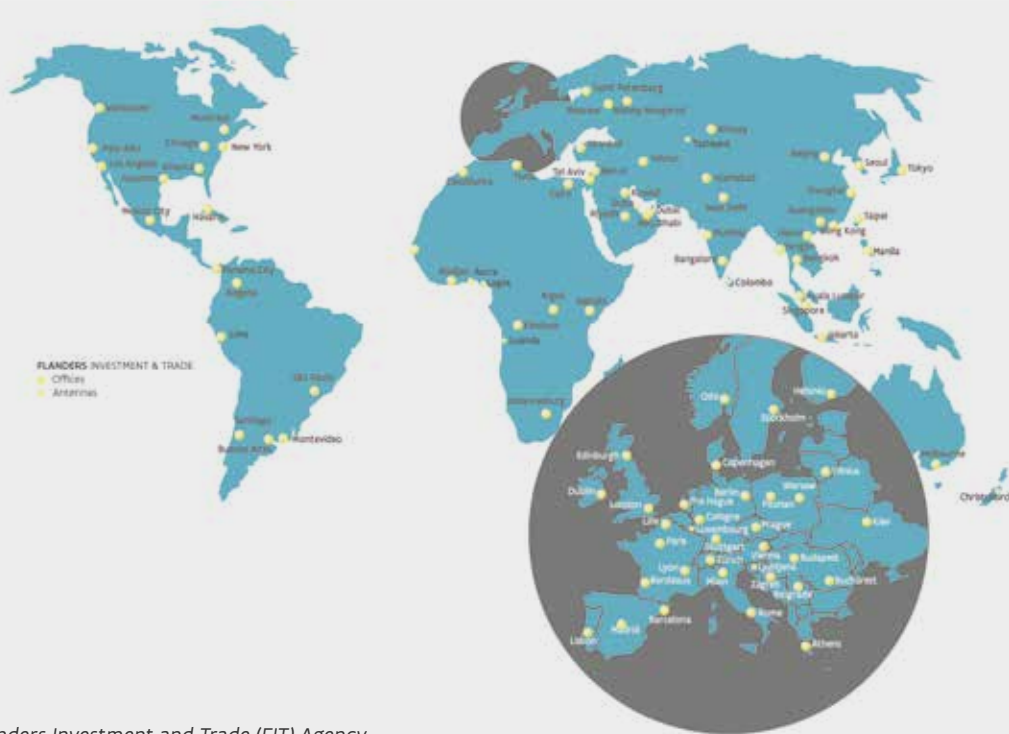 Vancouver
Montreal
Chicago
New York
Palo Alto
Los Angeles
Atlanta
Houston
Mexico City
Havana
Panama City
Bogota
Lima
São Paulo
Santiago
Buenos Aires
Montevideo
FLANDERS INVESTMENT & TRADE
Offices
Antennas
Saint Petersburg
Moscow
Nizhny Novgorod
Istanbul
Almaty
Tashkent
Tehran
Casablanca
Tunis
Tel Aviv
Beirut
Cairo
Kuwait
Doha
Dubai
Riyadh
Abu Dhabi
Islamabad
New Delhi
Mumbai
Bangalore
Colombo
Beijing
Seoul
Tokyo
Shanghai
Guangzhou
Taipei
Hong Kong
Hanoi
Manila
Bangkok
Kuala Lumpur
Singapore
Jakarta
Abidjan
Accra
Lagos
Kigali
Nairobi
Kinshasa
Luanda
Johannesburg
Melbourne
Christchurch
Oslo
Helsinki
Stockholm
Edinburgh
Copenhagen
Dublin
Vilnius
London
The Hague
Berlin
Warsaw
Poznan
Lille
Cologne
Luxembourg
Prague
Kiev
Paris
Stuttgart
Vienna
Budapest
Zürich
Ljubljana
Lyon
Milan
Zagreb
Bucharest
Bordeaux
Belgrade
Barcelona
Rome
Madrid
Lisbon
Athens
nders Investment and Trade (FIT) Agency